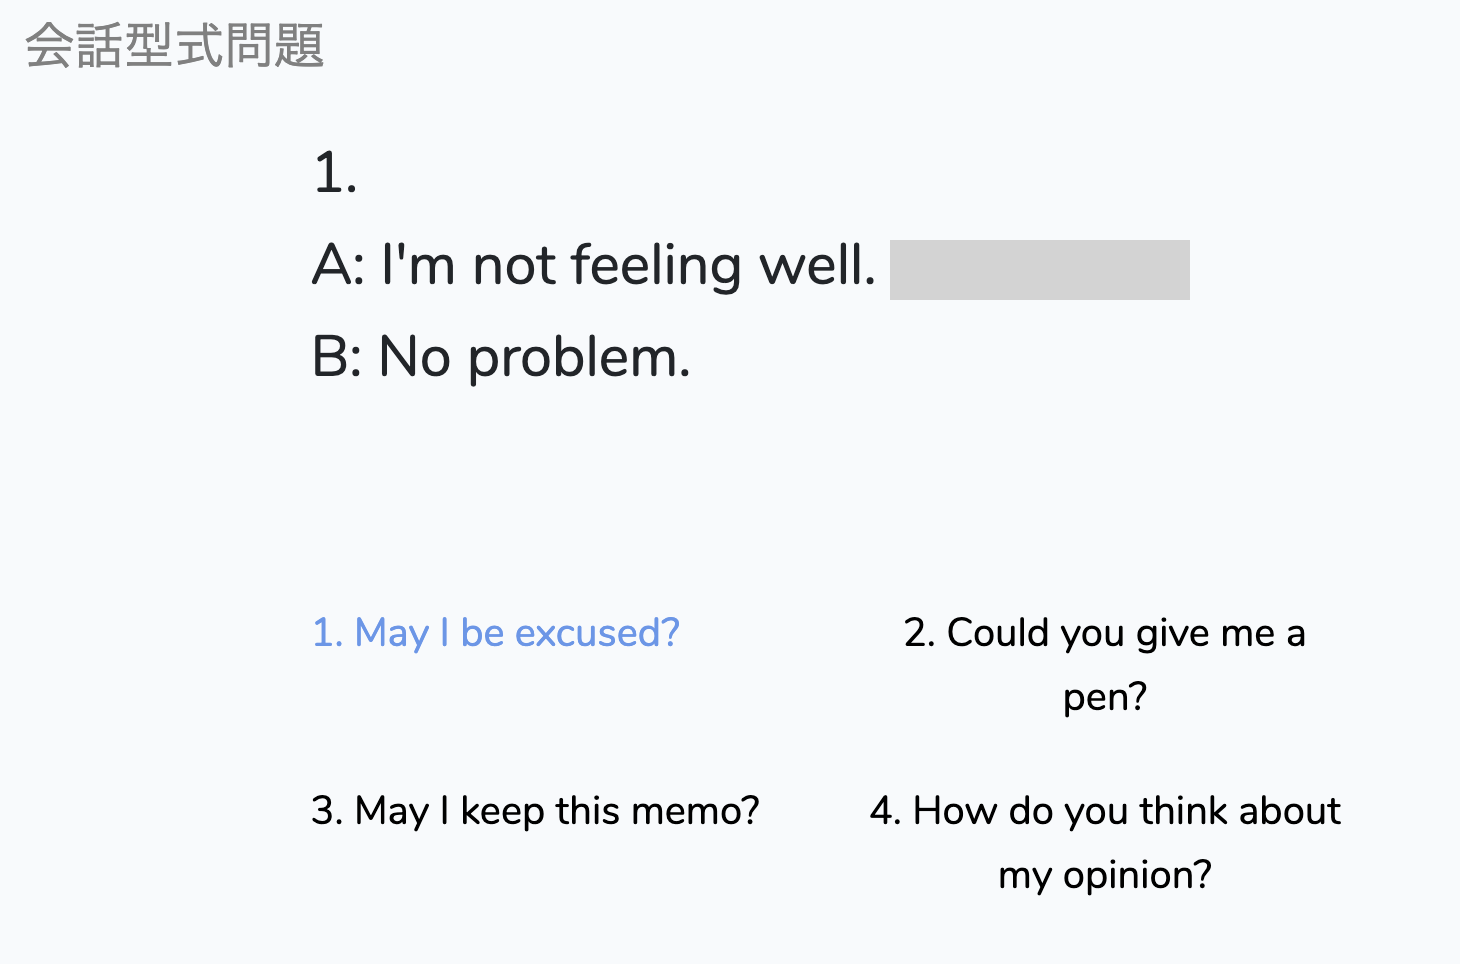 会話型式問題
1.
A: I'm not feeling well.
B: No problem.
1. May I be excused?
2. Could you give me a
pen?
3. May I keep this memo?
4. How do you think about
my opinion?